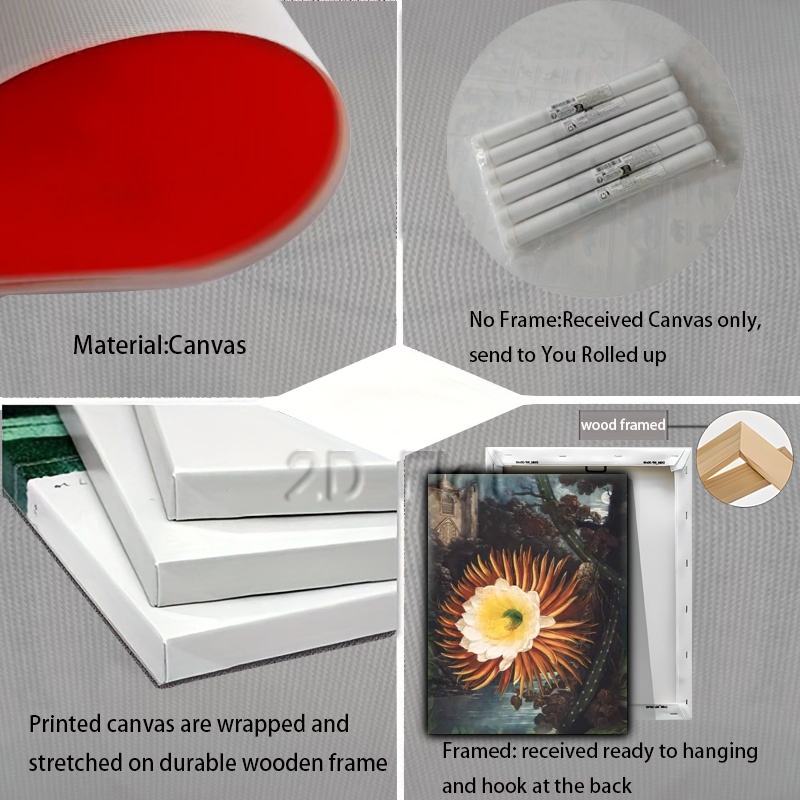 Material:Canvas
No Frame:Received Canvas only,
send to You Rolled up
wood framed
2D
Printed canvas are wrapped and
stretched on durable wooden frame
Framed: received ready to hanging
and hook at the back